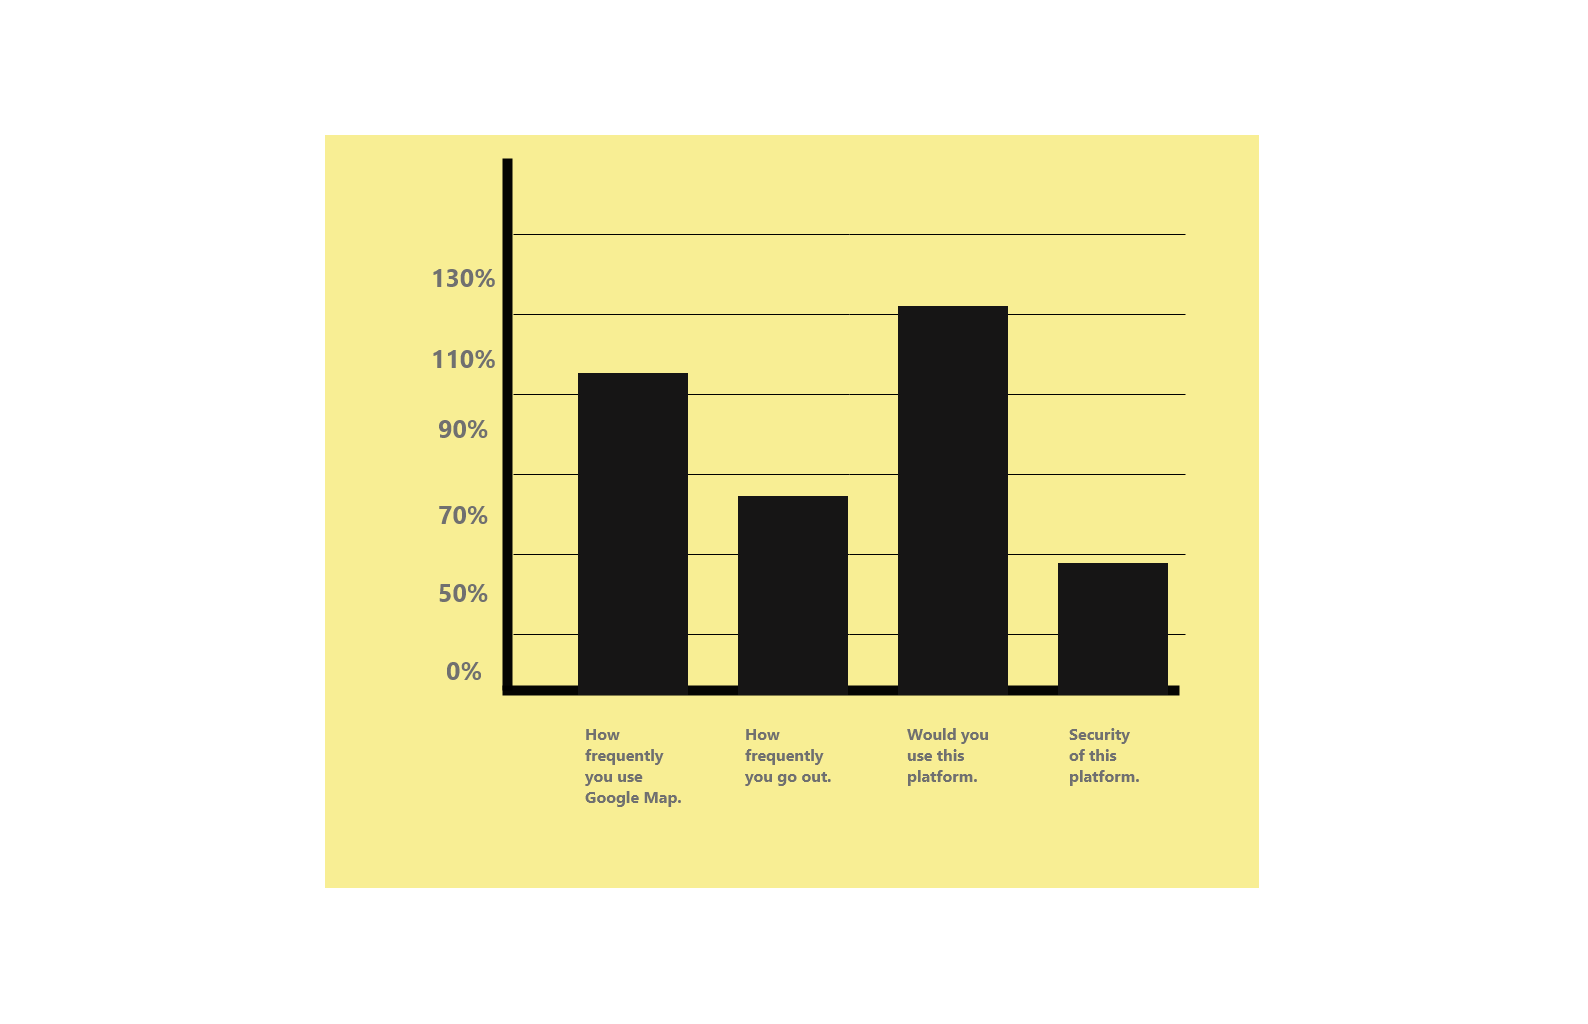 130%
110%
90%
70%
50%
0%
How
frequently
you use
Google Map.
How
frequently
you go out.
Would you
use this
platform.
Security
of this
platform.